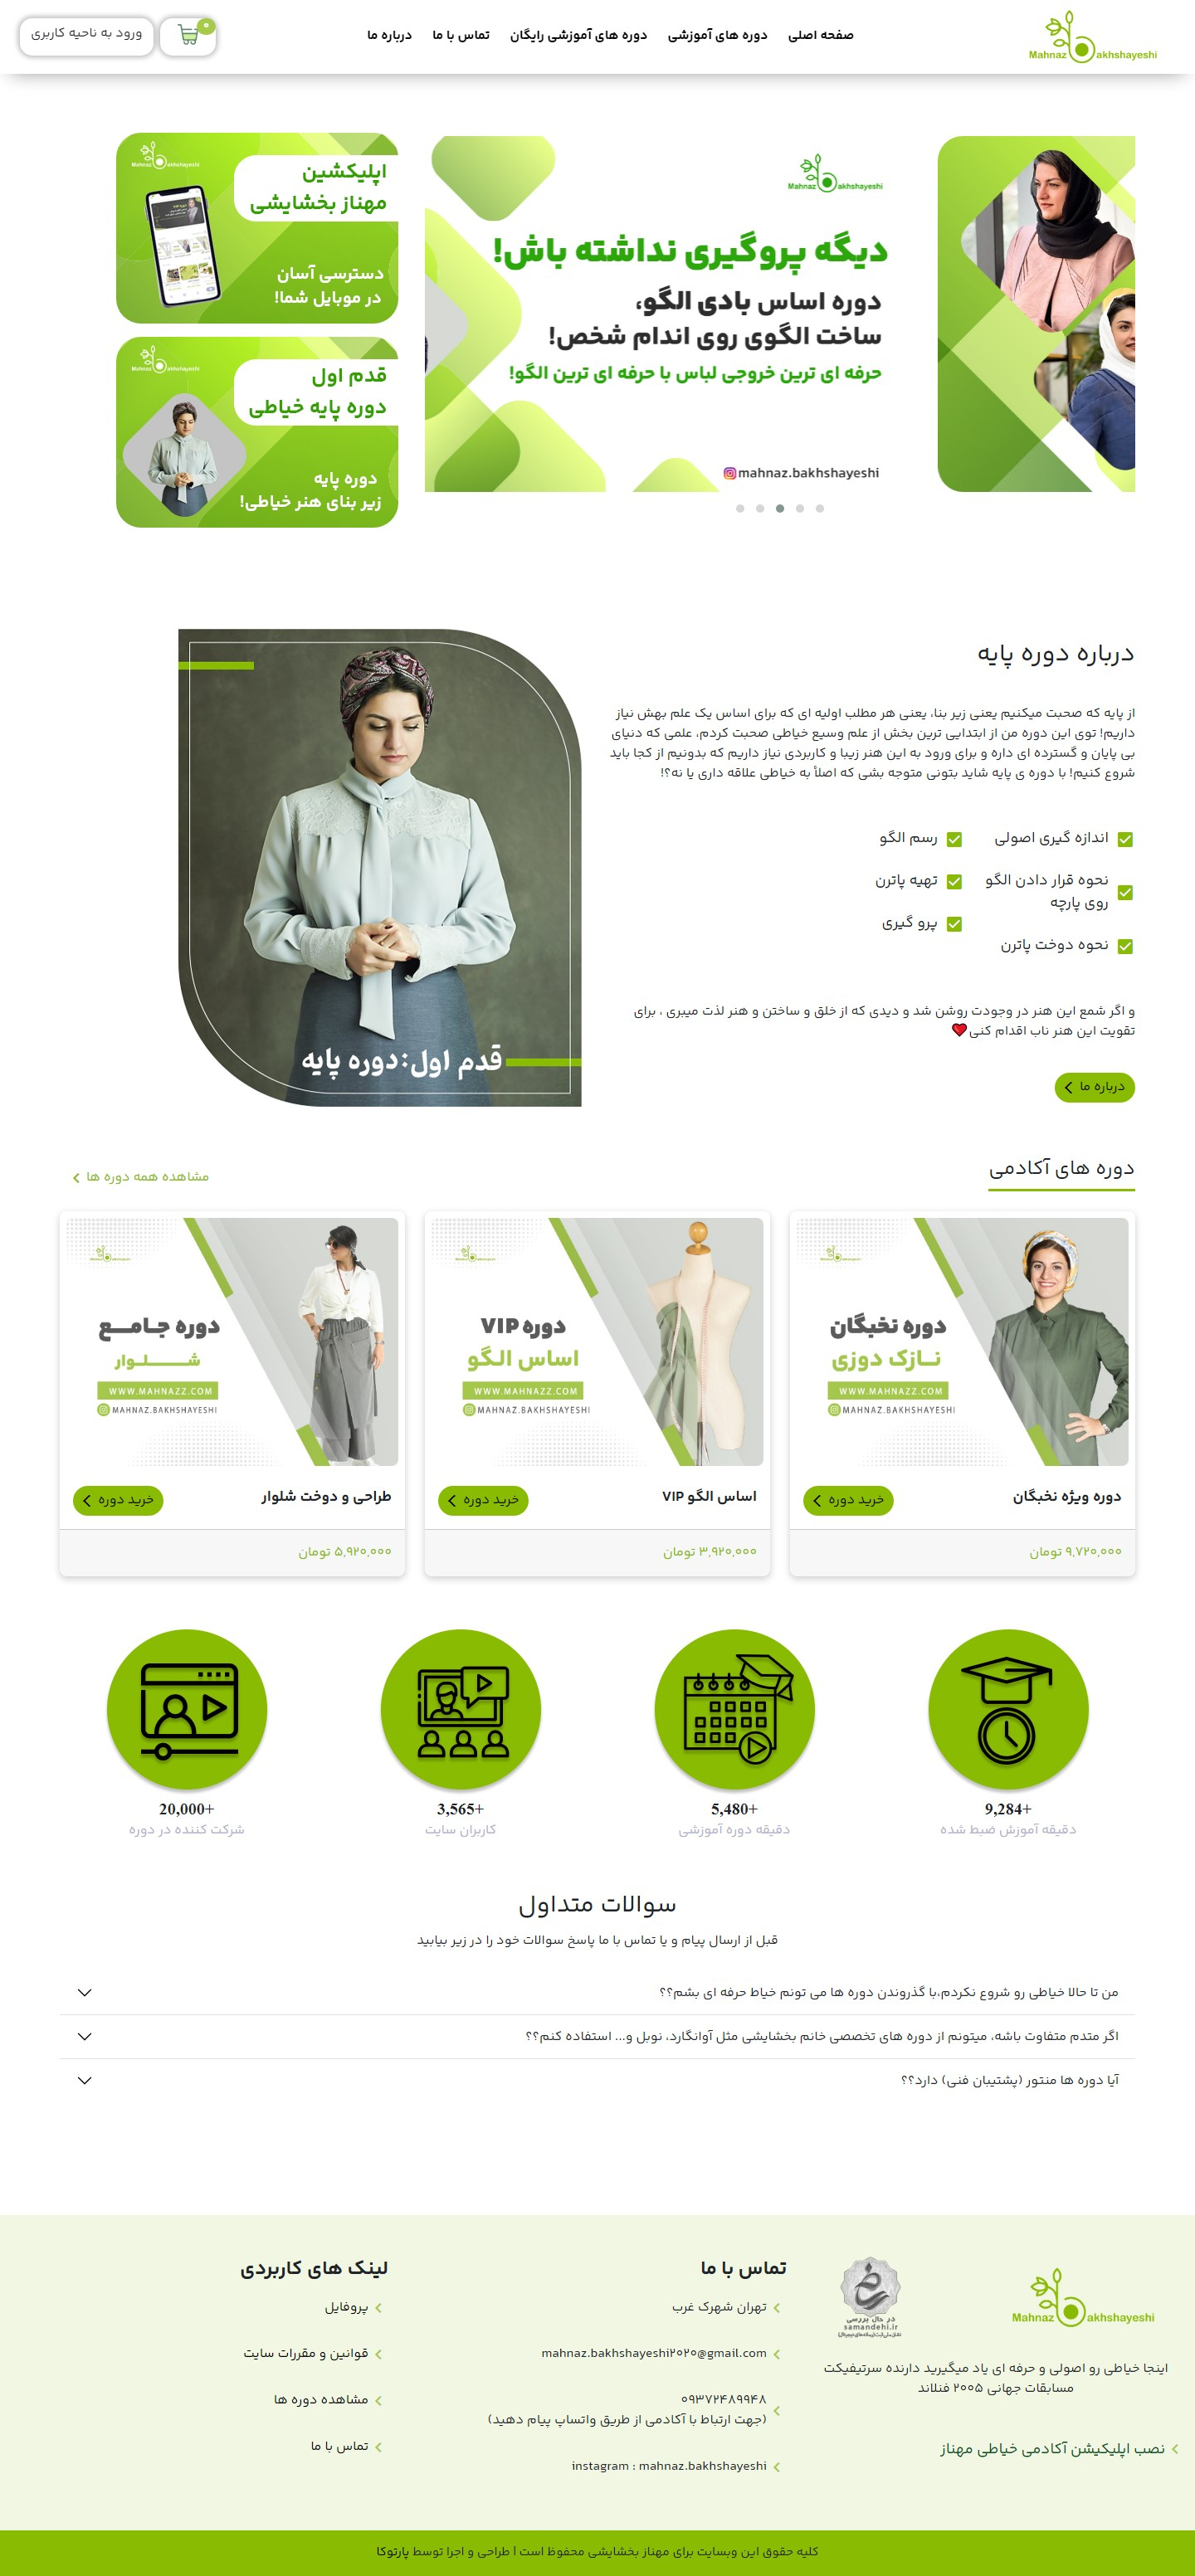 Mahnaz Bakhshayeshi
صفحه اصلی
دوره های آموزشی
دوره های آموزشی رایگان
تماس با ما
درباره ما
۰
ورود به ناحیه کاربری
Mahnaz Bakhshayeshi
دیگه پروگیری نداشته باش!
دوره اساس بادی الگو،
ساخت الگوی روی اندام شخص!
حرفه ای ترین خروجی لباس با حرفه ای ترین الگو!
mahnaz.bakhshayeshi
Mahnaz Bakhshayeshi
اپلیکشین
مهناز بخشایشی
دسترسی آسان
در موبایل شما!
Mahnaz Bakhshayeshi
قدم اول
دوره پایه خیاطی
دوره پایه
زیر بنای هنر خیاطی!
درباره دوره پایه
از پایه که صحبت میکنیم یعنی زیر بنا، یعنی هر مطلب اولیه ای که برای اساس یک علم بهش نیاز
داریم! توی این دوره من از ابتدایی ترین بخش از علم وسیع خیاطی صحبت کردم، علمی که دنیای
بی پایان و گسترده ای داره و برای ورود به این هنر زیبا و کاربردی نیاز داریم که بدونیم از کجا باید
شروع کنیم! با دوره ی پایه شاید بتونی متوجه بشی که اصلأ به خیاطی علاقه داری یا نه؟!
اندازه گیری اصولی
نحوه قرار دادن الگو
روی پارچه
نحوه دوخت پاترن
رسم الگو
تهیه پاترن
پرو گیری
و اگر شمع این هنر در وجودت روشن شد و دیدی که از خلق و ساختن و هنر لذت میبری ، برای
تقویت این هنر ناب اقدام کنی❤
درباره ما
قدم اول:دوره پایه
دوره های آکادمی
مشاهده همه دوره ها
دوره نخبگان
نــازک دوزی
WWW.MAHNAZZ.COM
MAHNAZ.BAKHSHAYESHI
دوره ویژه نخبگان
خرید دوره
۹,۷۲۰,۰۰۰ تومان
دوره VIP
اساس الـگو
WWW.MAHNAZZ.COM
MAHNAZ.BAKHSHAYESHI
اساس الگو VIP
خرید دوره
۳,۹۲۰,۰۰۰ تومان
دوره جـامـــع
شـــــلــوار
WWW.MAHNAZZ.COM
MAHNAZ.BAKHSHAYESHI
طراحی و دوخت شلوار
خرید دوره
۵,۹۲۰,۰۰۰ تومان
9,284+
دقیقه آموزش ضبط شده
5,480+
دقیقه دوره آموزشی
3,565+
کاربران سایت
20,000+
شرکت کننده در دوره
سوالات متداول
قبل از ارسال پیام و یا تماس با ما پاسخ سوالات خود را در زیر بیابید
من تا حالا خیاطی رو شروع نکردم،با گذروندن دوره ها می تونم خیاط حرفه ای بشم؟؟
اگر متدم متفاوت باشه، میتونم از دوره های تخصصی خانم بخشایشی مثل آوانگارد، نوبل و... استفاده کنم؟؟
آیا دوره ها منتور (پشتیبان فنی) دارد؟؟
Mahnaz Bakhshayeshi
در حال بررسی
samandehi.ir
اینجا خیاطی رو اصولی و حرفه ای یاد میگیرید دارنده سرتیفیکت
مسابقات جهانی ۲۰۰۵ فنلاند
نصب اپلیکیشن آکادمی خیاطی مهناز
تماس با ما
تهران شهرک غرب
mahnaz.bakhshayeshi۲۰۲۰@gmail.com
۰۹۳۷۲۴۸۹۹۴۸
(جهت ارتباط با آکادمی از طریق واتساپ پیام دهید)
instagram : mahnaz.bakhshayeshi
لینک های کاربردی
پروفایل
قوانین و مقررات سایت
مشاهده دوره ها
تماس با ما
کلیه حقوق این وبسایت برای مهناز بخشایشی محفوظ است | طراحی و اجرا توسط پارتوکا